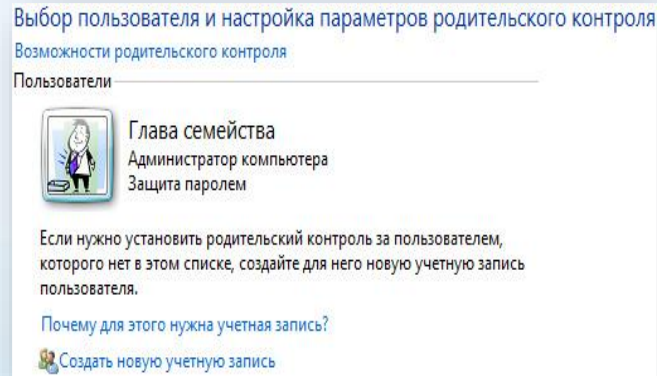 Выбор пользователя и настройка параметров родительского контроля
Возможности родительского контроля
Пользователи
Глава семейства
Администратор компьютера
Защита паролем
Если нужно установить родительский контроль за пользователем,
которого нет в этом списке, создайте для него новую учетную запись
пользователя.
Почему для этого нужна учетная запись?
Создать новую учетную запись